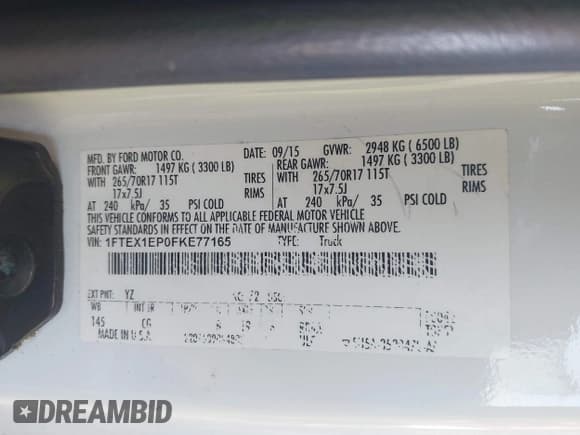 MFD. BY FORD MOTOR CO. DATE: 09/15 GVWR: 2948 KG ( 6500 LB)
FRONT GAWR: 1497 KG ( 3300 LB) REAR GAWR: 1497 KG ( 3300 LB)
WITH 265/70R17 115T TIRES WITH 265/70R17 115T TIRES
17x7.5J RIMS 17x7.5J RIMS
AT 240 kPa/ 35 PSI COLD AT 240 kPa/ 35 PSI COLD
THIS VEHICLE CONFORMS TO ALL APPLICABLE FEDERAL MOTOR VEHICLE
SAFETY STANDARDS IN EFFECT ON THE DATE OF MANUFACTURE SHOWN ABOVE.
VIN: 1FTEX1EP0FKE77165 TYPE: Truck
EXT PNT: YZ
WB INT TR
145 CG
MADE IN U.S.A.
DREAMBID